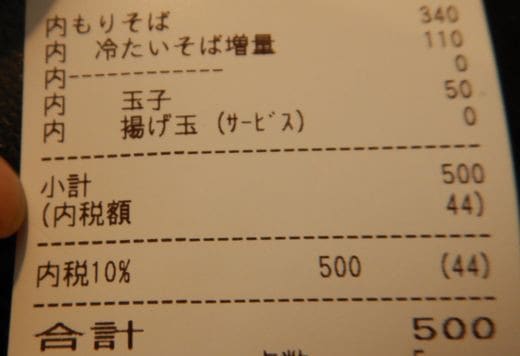 内もりそば 340
内 冷たいそば増量 110
内------------- 0
内 玉子 50
内 揚げ玉(ｻｰﾋﾞｽ) 0
小計 500
(内税額 44)
内税10% 500 (44)
合計 500